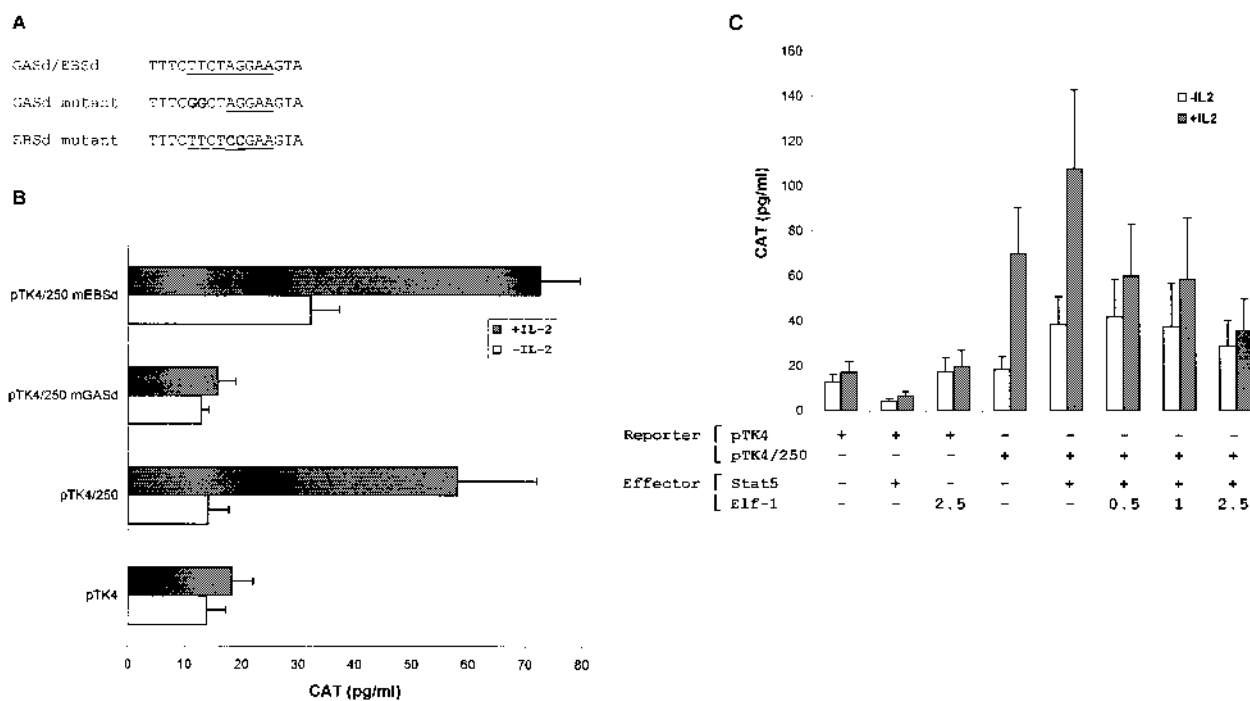 A
GASd/EBSd TTTCTTCTAGGAAGTA
GASd mutant TTTCGGCTAGGAAGTA
EBSd mutant TTTCTTCTCCGAAGTA
B
pTK4/250 mEBSd
pTK4/250 mGASd
pTK4/250
pTK4
+IL-2
-IL-2
0 10 20 30 40 50 60 70 80
CAT (pg/ml)
C
160
140
120
100
80
60
40
20
0
CAT (pg/ml)
-IL2
+IL2
Reporter [ pTK4 + + + - - - - -
pTK4/250 - - - + + + + +
Effector [ Stat5 - + - - + + + +
Elf-1 - - 2.5 - - 0.5 1 2.5